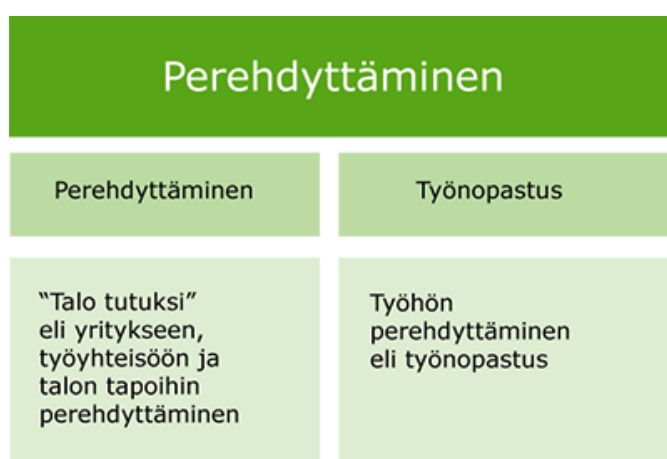 Perehdyttäminen
Perehdyttäminen
Työnopastus
“Talo tutuksi”
eli yritykseen,
työyhteisöön ja
talon tapoihin
perehdyttäminen
Työhön
perehdyttäminen
eli työnopastus